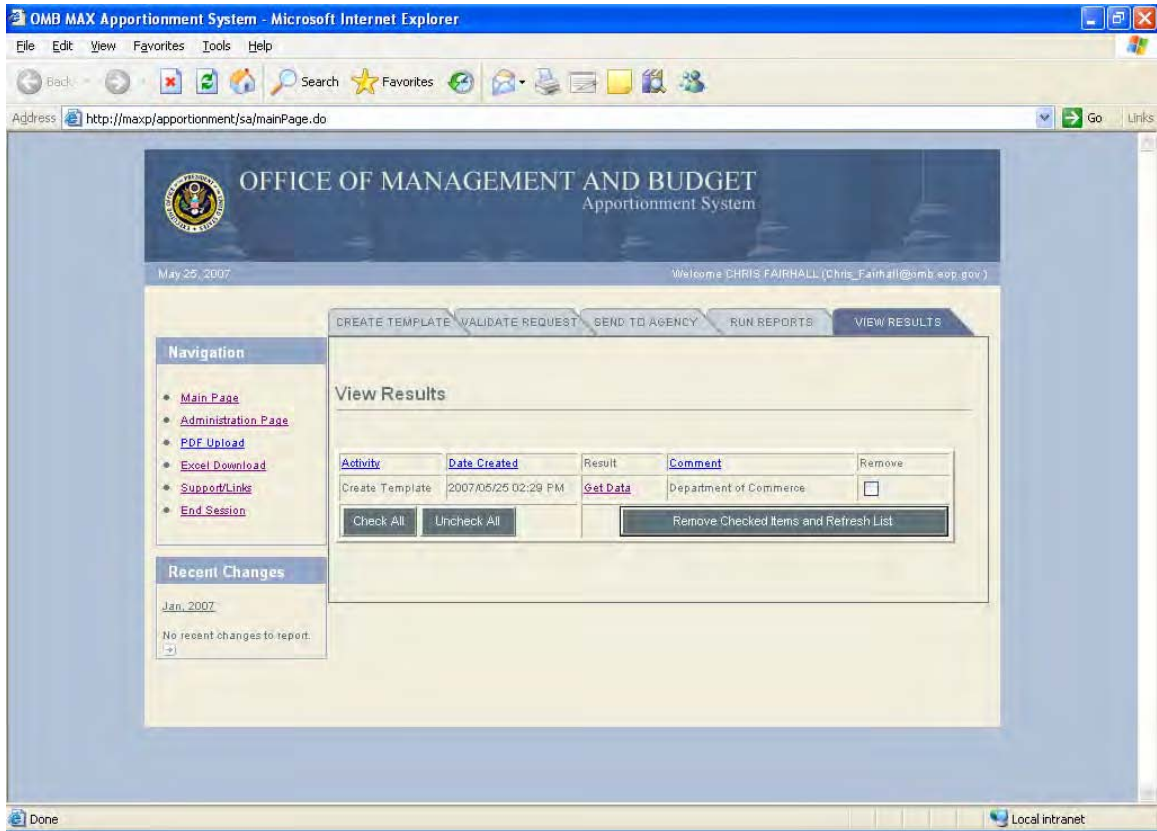 OMB MAX Apportionment System - Microsoft Internet Explorer
File Edit View Favorites Tools Help
Back Search Favorites
Address http://maxp/apportionment/sa/mainPage.do Go Links
OFFICE OF MANAGEMENT AND BUDGET
Apportionment System
May 25, 2007 Welcome CHRIS FAIRHALL (Chris_Fairhall@omb.eop.gov)
CREATE TEMPLATE VALIDATE REQUEST SEND TO AGENCY RUN REPORTS VIEW RESULTS
Navigation
Main Page
Administration Page
PDF Upload
Excel Download
Support/Links
End Session
Recent Changes
Jan, 2007
No recent changes to report.
View Results
Activity Date Created Result Comment Remove
Create Template 2007/05/25 02:29 PM Get Data Department of Commerce
Check All Uncheck All Remove Checked Items and Refresh List
Done Local intranet